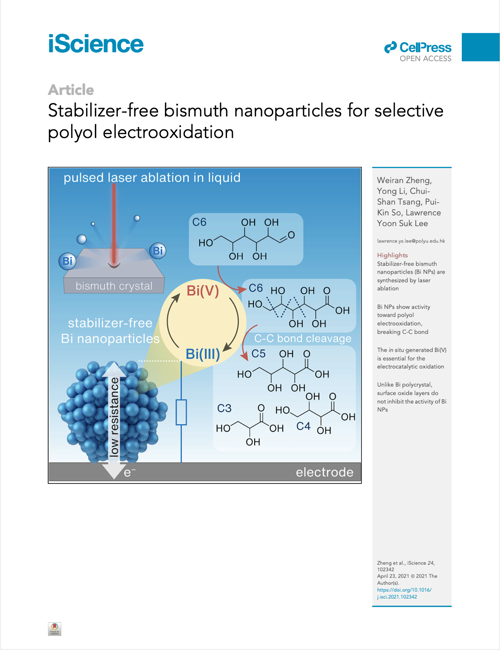 iScience
CellPress
OPEN ACCESS
Article
Stabilizer-free bismuth nanoparticles for selective
polyol electrooxidation
pulsed laser ablation in liquid
Bi
Bi
bismuth crystal
stabilizer-free
Bi nanoparticles
low resistance
e⁻
electrode
Bi(V)
Bi(III)
C6
OH OH
HO
O
OH OH
C6
HO OH O
HO
OH
OH OH
C-C bond cleavage
C5
OH O
HO
OH
OH OH
C3
O
HO
OH
OH
C4
OH O
HO
OH
OH
Weiran Zheng,
Yong Li, Chui-
Shan Tsang, Pui-
Kin So, Lawrence
Yoon Suk Lee
lawrence.ys.lee@polyu.edu.hk
Highlights
Stabilizer-free bismuth
nanoparticles (Bi NPs) are
synthesized by laser
ablation
Bi NPs show activity
toward polyol
electrooxidation,
breaking C-C bond
The in situ generated Bi(V)
is essential for the
electrocatalytic oxidation
Unlike Bi polycrystal,
surface oxide layers do
not inhibit the activity of Bi
NPs
Zheng et al., iScience 24,
102342
April 23, 2021 © 2021 The
Author(s).
https://doi.org/10.1016/
j.isci.2021.102342